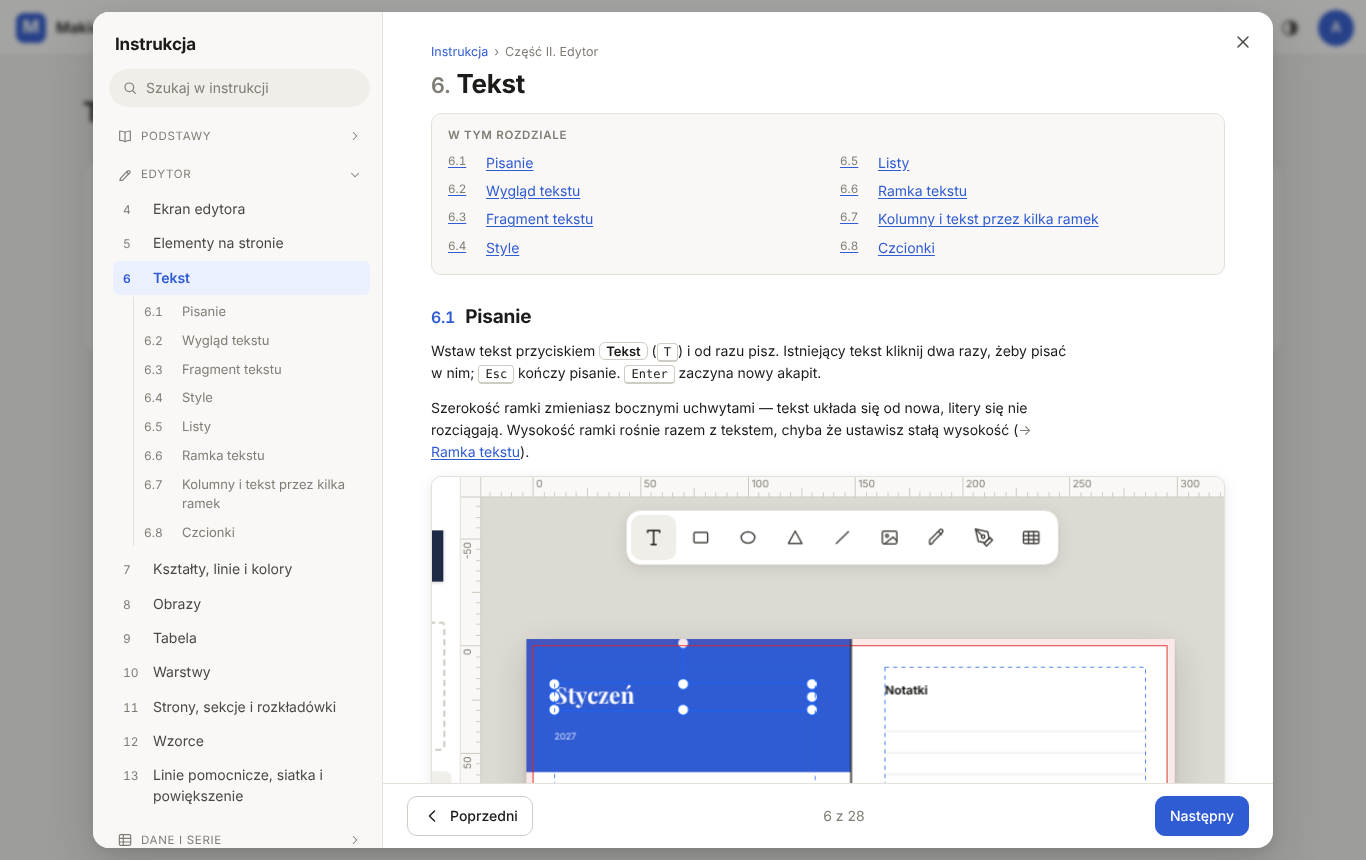 M
Instrukcja
Szukaj w instrukcji
PODSTAWY
EDYTOR
4 Ekran edytora
5 Elementy na stronie
6 Tekst
6.1 Pisanie
6.2 Wygląd tekstu
6.3 Fragment tekstu
6.4 Style
6.5 Listy
6.6 Ramka tekstu
6.7 Kolumny i tekst przez kilka
ramek
6.8 Czcionki
7 Kształty, linie i kolory
8 Obrazy
9 Tabela
10 Warstwy
11 Strony, sekcje i rozkładówki
12 Wzorce
13 Linie pomocnicze, siatka i
powiększenie
DANE I SERIE
Instrukcja › Część II. Edytor
6. Tekst
W TYM ROZDZIALE
6.1 Pisanie
6.2 Wygląd tekstu
6.3 Fragment tekstu
6.4 Style
6.5 Listy
6.6 Ramka tekstu
6.7 Kolumny i tekst przez kilka ramek
6.8 Czcionki
6.1 Pisanie
Wstaw tekst przyciskiem Tekst (T) i od razu pisz. Istniejący tekst kliknij dwa razy, żeby pisać
w nim; Esc kończy pisanie. Enter zaczyna nowy akapit.
Szerokość ramki zmieniasz bocznymi uchwytami — tekst układa się od nowa, litery się nie
rozciągają. Wysokość ramki rośnie razem z tekstem, chyba że ustawisz stałą wysokość (→
Ramka tekstu).
0 50 100 150 200 250 300
-50
0
50
Styczeń
2027
Notatki
Poprzedni
6 z 28
Następny
A